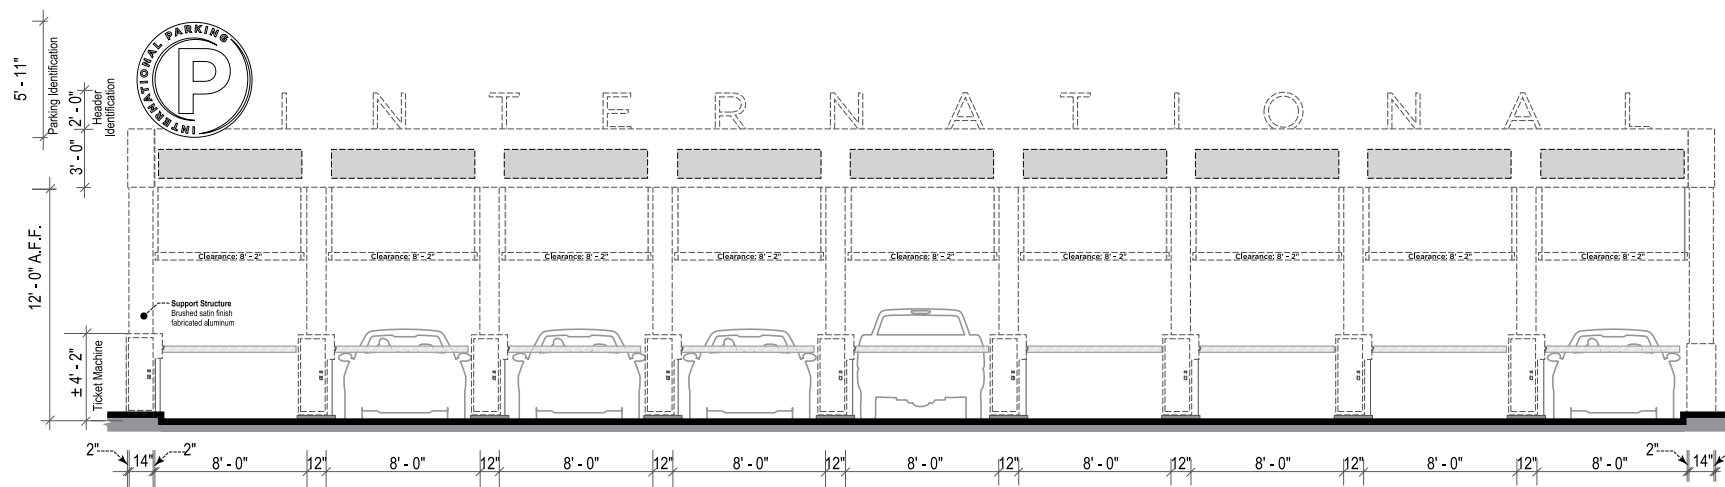 5' - 11"
Parking Identification
2' - 0"
Header
Identification
3' - 0"
12' - 0" A.F.F.
± 4' - 2"
Ticket Machine
INTERNATIONAL PARKING
P
INTERNATIONAL
Clearance: 8' - 2"
Clearance: 8' - 2"
Clearance: 8' - 2"
Clearance: 8' - 2"
Clearance: 8' - 2"
Clearance: 8' - 2"
Clearance: 8' - 2"
Clearance: 8' - 2"
Clearance: 8' - 2"
Support Structure
Brushed satin finish
fabricated aluminum
2" 14" 2" 8' - 0" 12" 8' - 0" 12" 8' - 0" 12" 8' - 0" 12" 8' - 0" 12" 8' - 0" 12" 8' - 0" 12" 8' - 0" 12" 8' - 0" 2" 14"